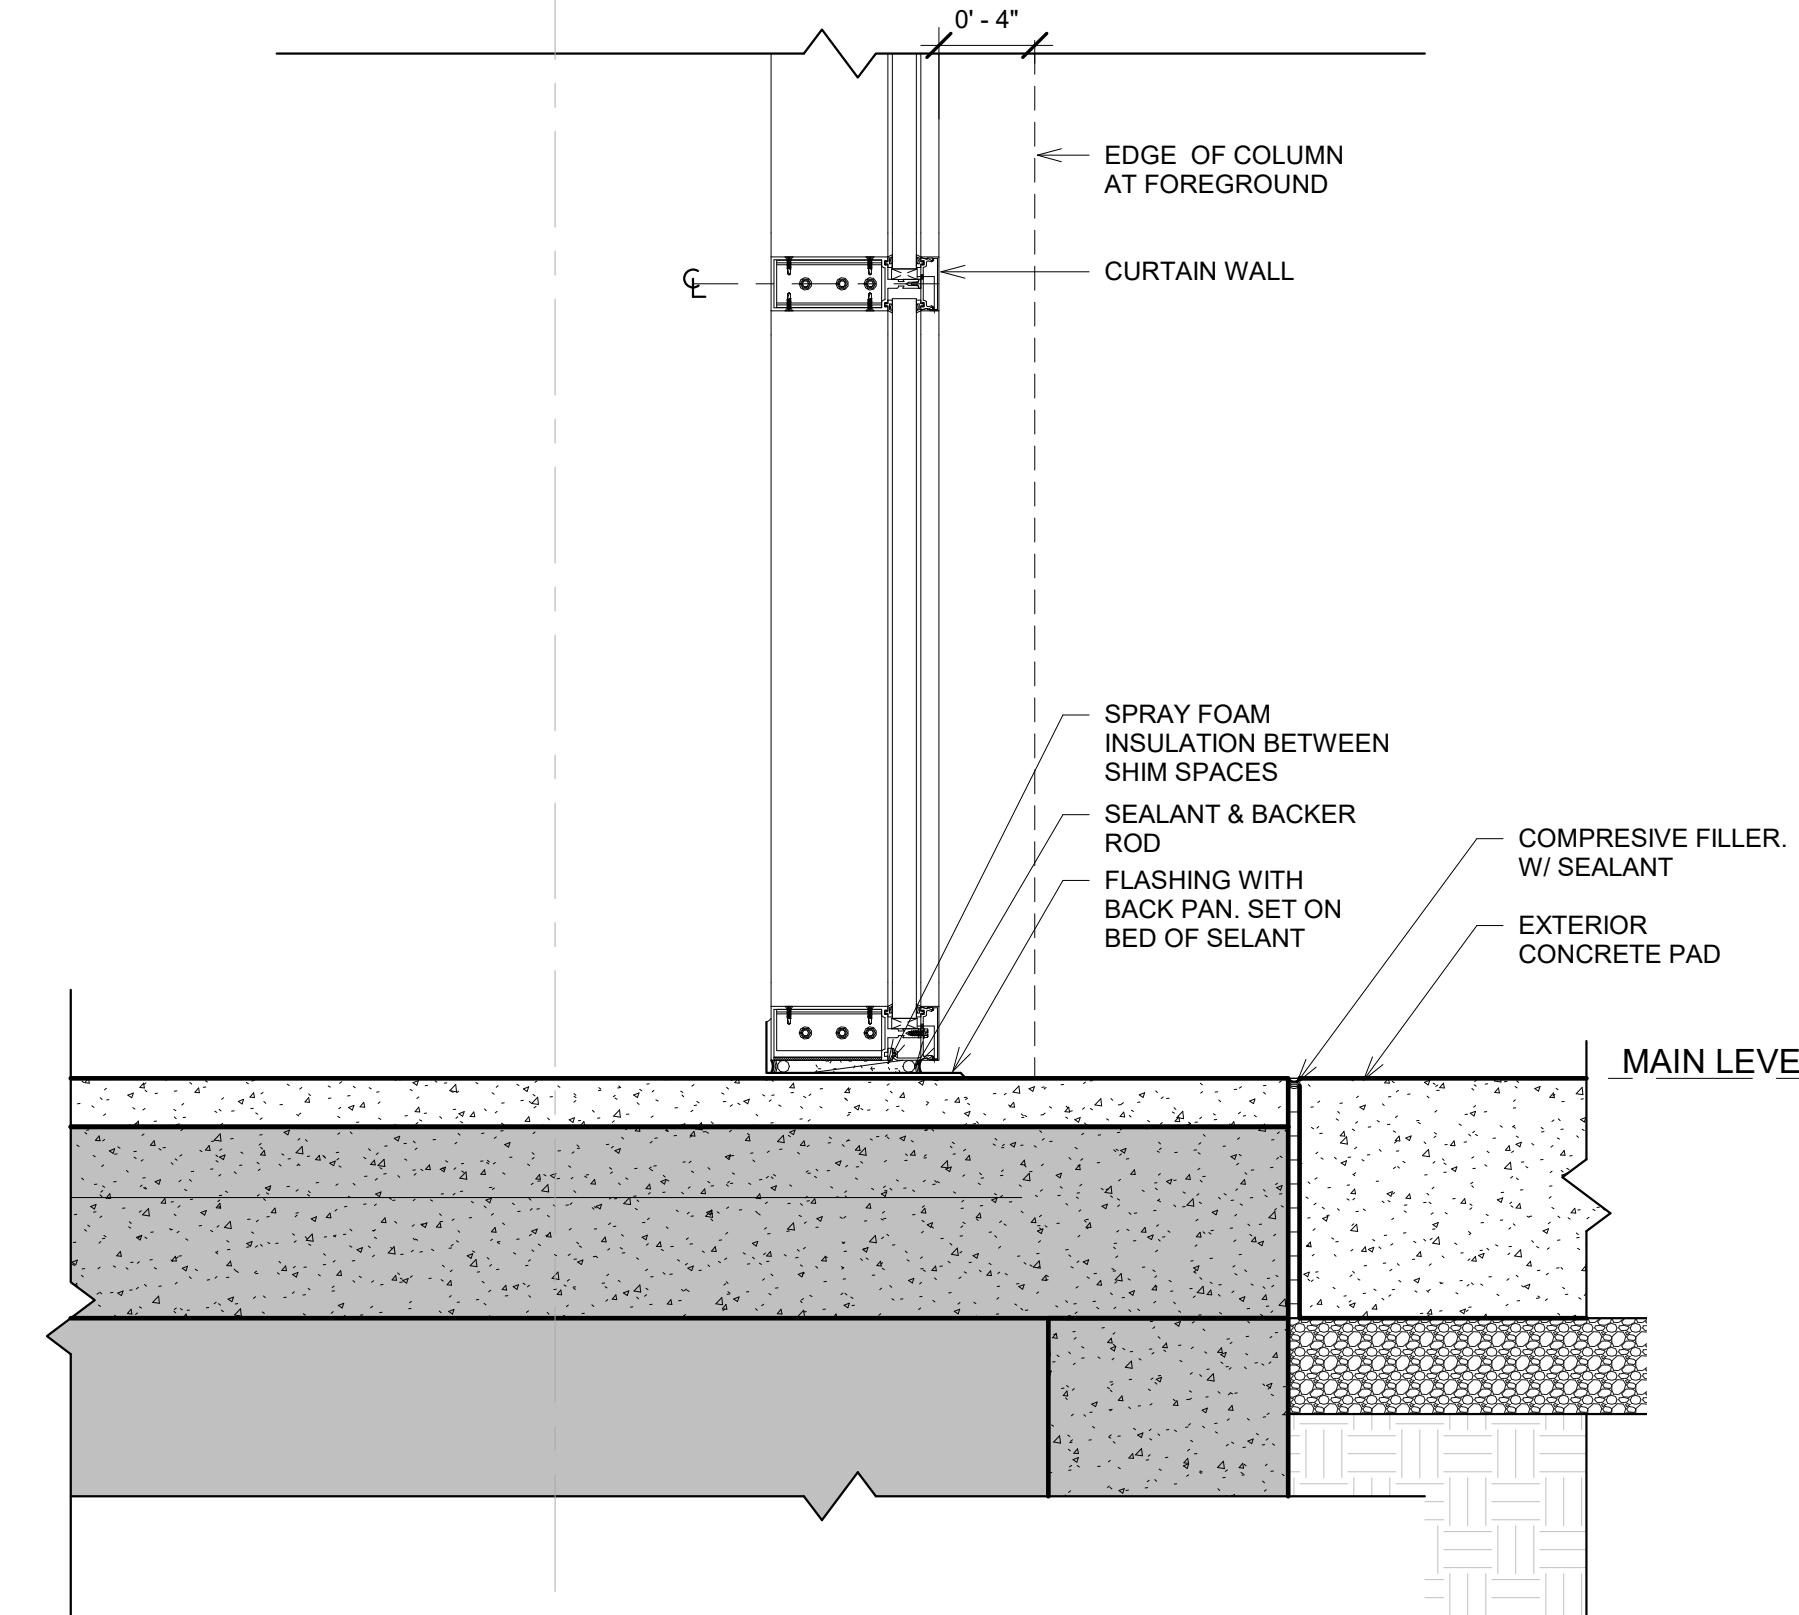 0' - 4"
EDGE OF COLUMN
AT FOREGROUND
CURTAIN WALL
CL
SPRAY FOAM
INSULATION BETWEEN
SHIM SPACES
SEALANT & BACKER
ROD
FLASHING WITH
BACK PAN. SET ON
BED OF SELANT
COMPRESIVE FILLER.
W/ SEALANT
EXTERIOR
CONCRETE PAD
MAIN LEVE